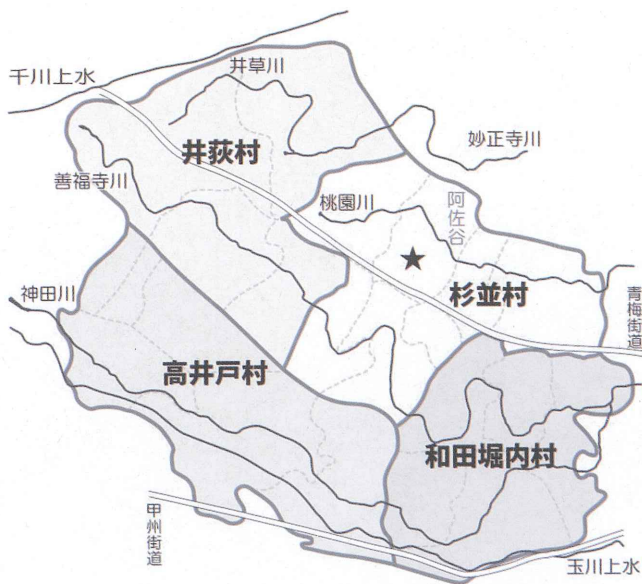 千川上水
井草川
井荻村
妙正寺川
善福寺川
桃園川
阿佐谷
神田川
杉並村
青梅街道
高井戸村
和田堀内村
甲州街道
玉川上水